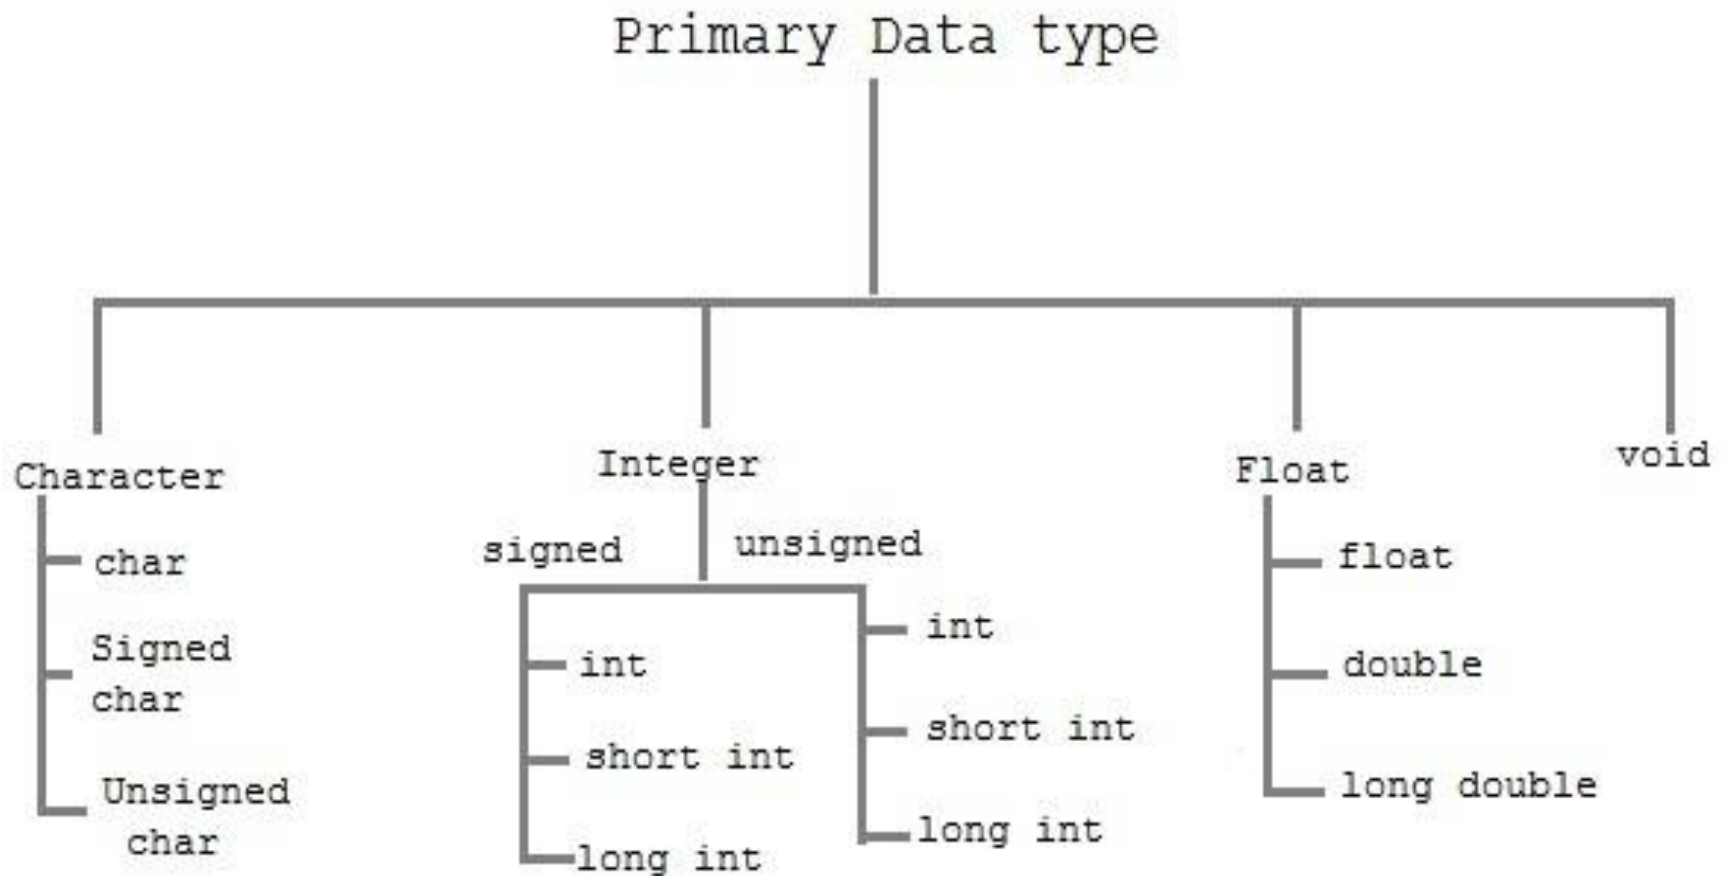 Primary Data type
Character
char
Signed
char
Unsigned
char
Integer
signed
int
short int
long int
unsigned
int
short int
long int
Float
float
double
long double
void